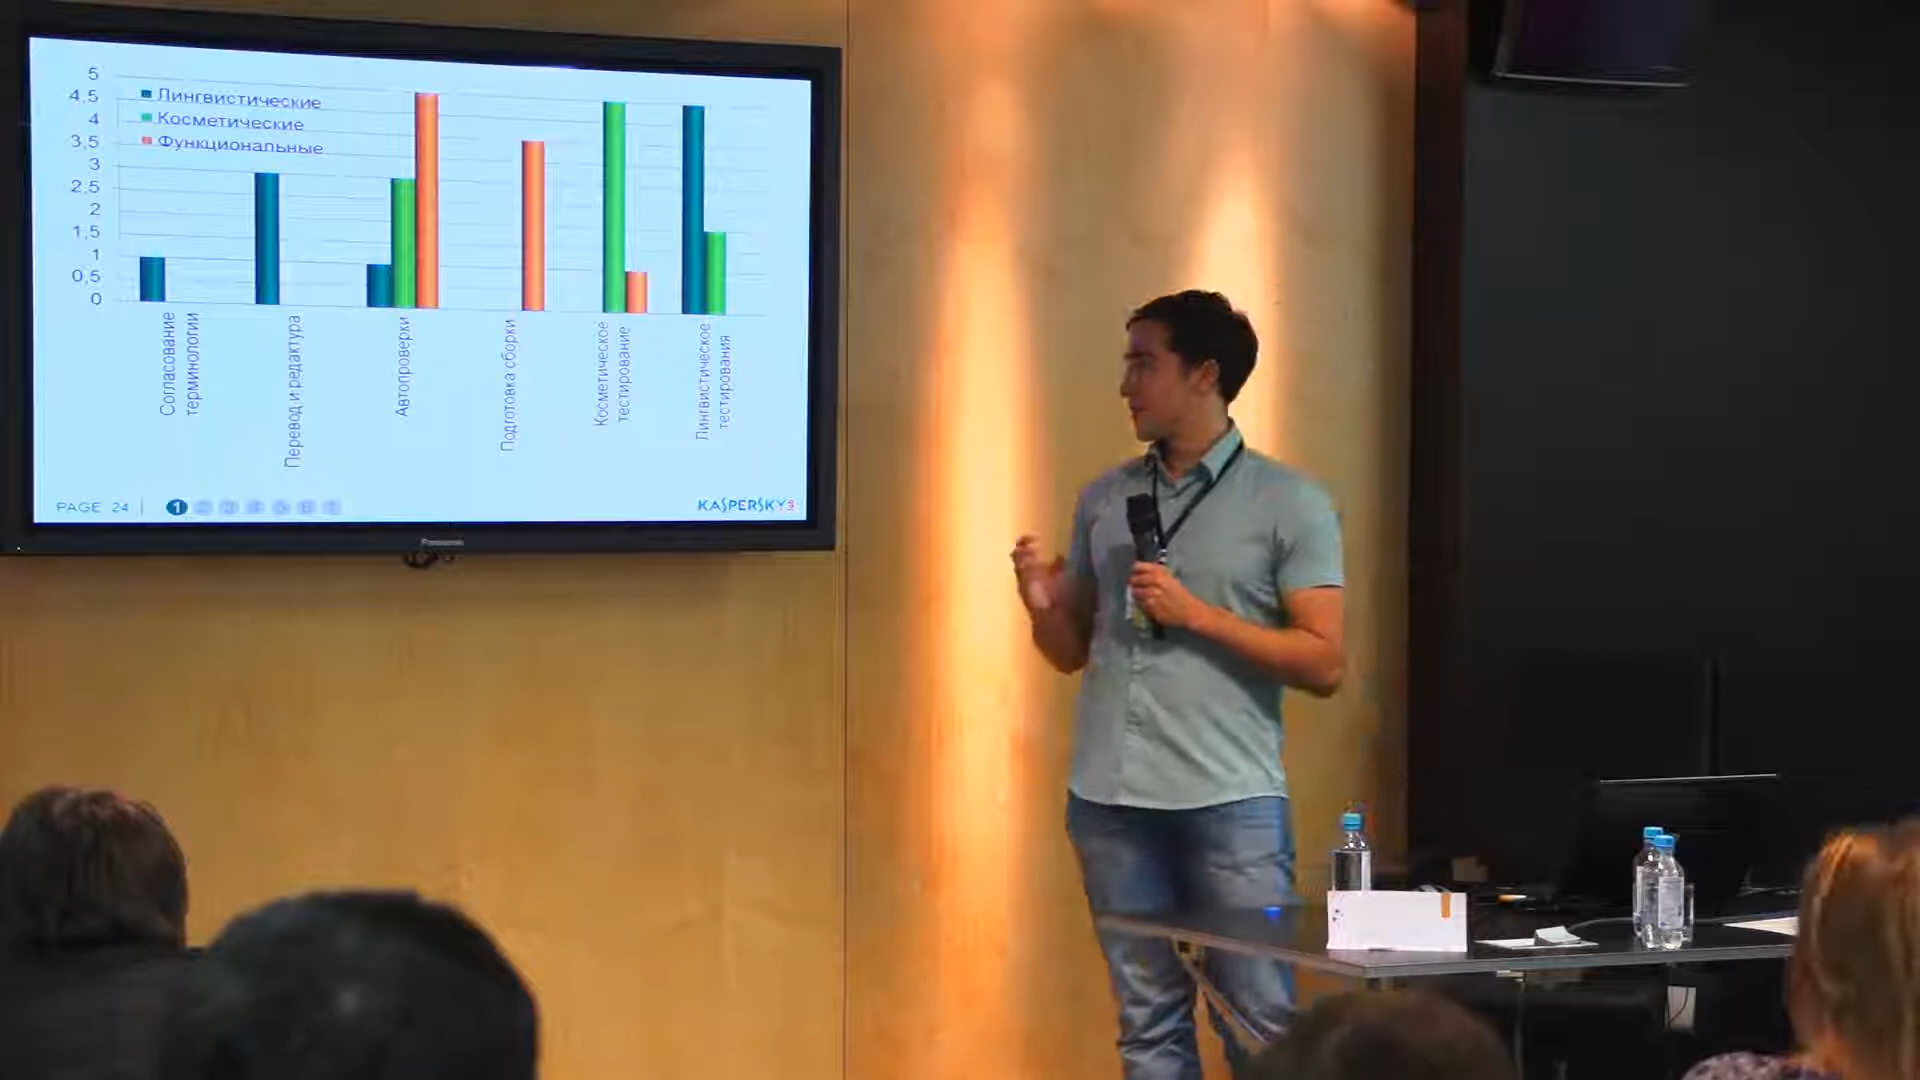 5
4,5
4
3,5
3
2,5
2
1,5
1
0,5
0
Лингвистические
Косметические
Функциональные
Согласование
терминологии
Перевод и редактура
Автопроверки
Подготовка сборки
Косметическое
тестирование
Лингвистическое
тестирования
PAGE 24
1
KASPERSKY
Panasonic